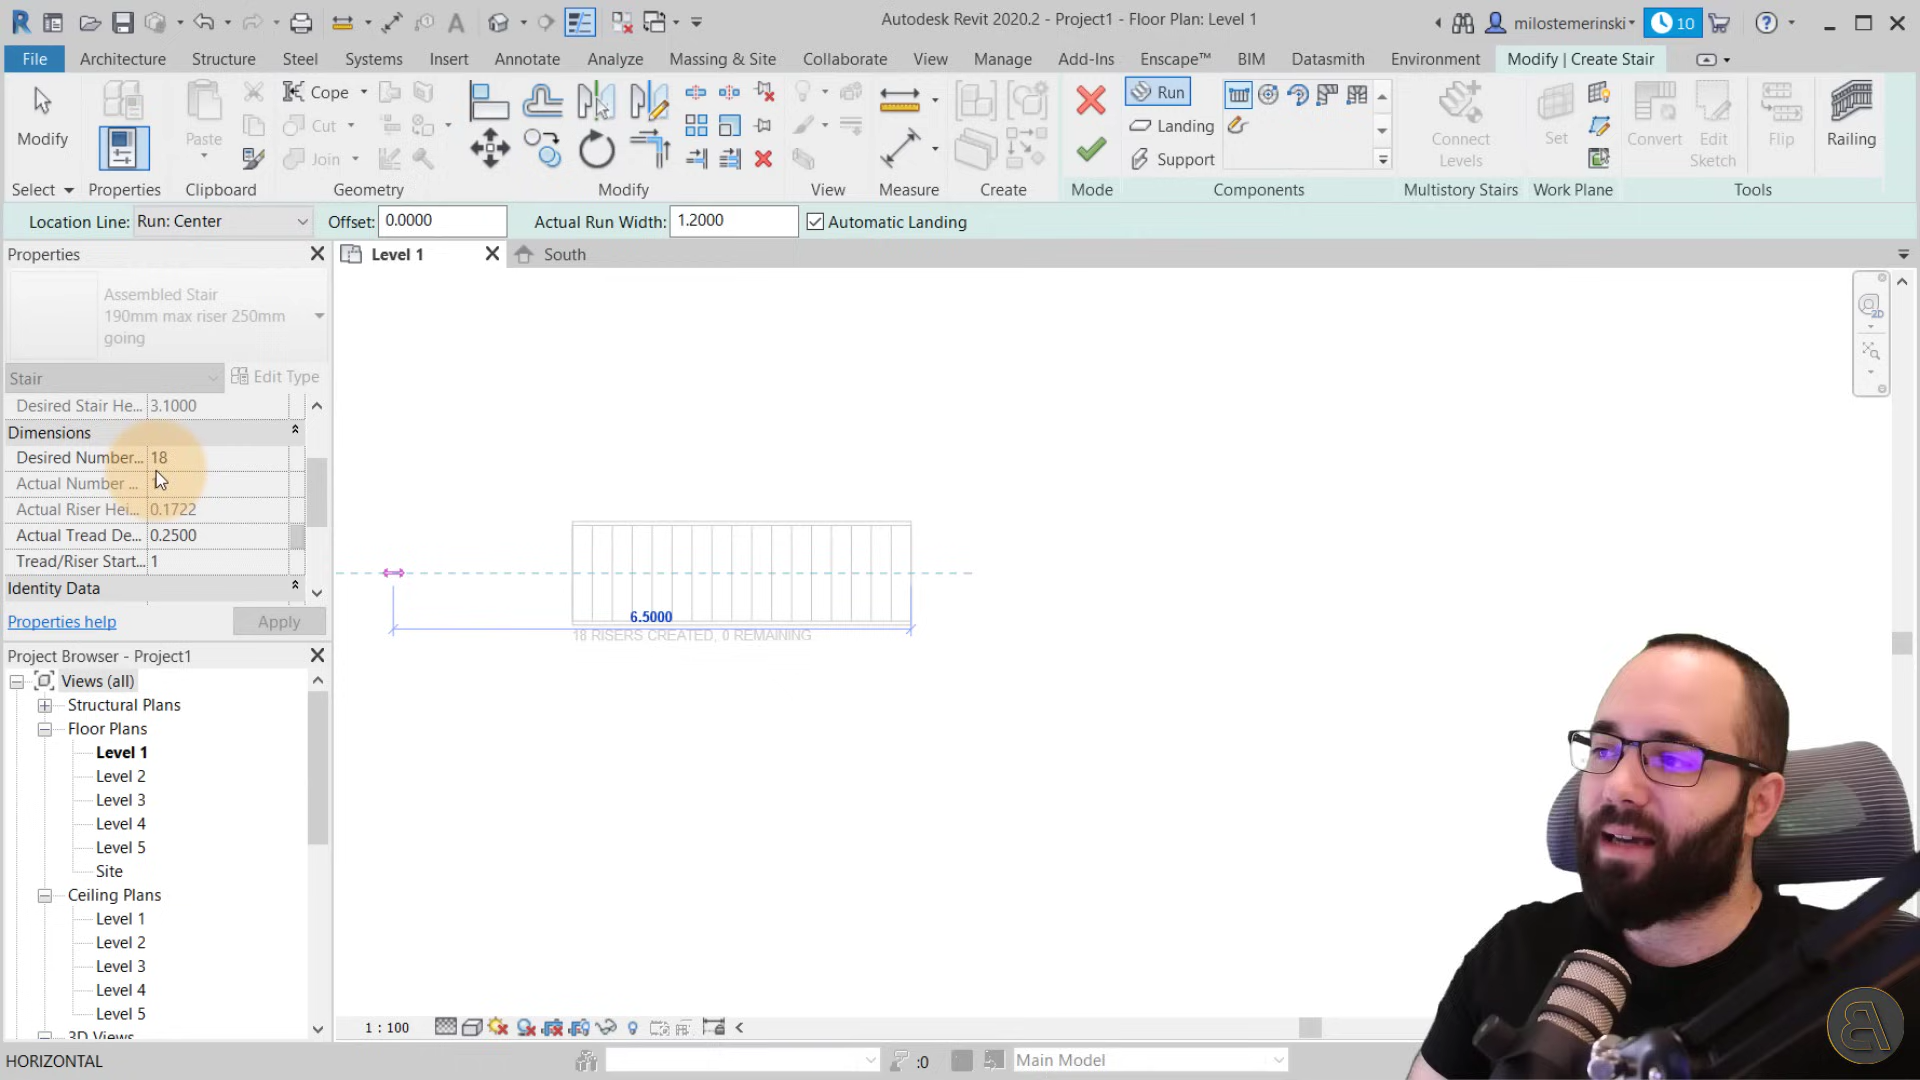 Autodesk Revit 2020.2 - Project1 - Floor Plan: Level 1
milostemerinski
10
File
Architecture
Structure
Steel
Systems
Insert
Annotate
Analyze
Massing & Site
Collaborate
View
Manage
Add-Ins
Enscape™
BIM
Datasmith
Environment
Modify | Create Stair
Modify
Paste
Cope
Cut
Join
Run
Landing
Support
Connect
Levels
Set
Convert
Edit
Sketch
Flip
Railing
Select
Properties
Clipboard
Geometry
Modify
View
Measure
Create
Mode
Components
Multistory Stairs
Work Plane
Tools
Location Line:
Run: Center
Offset:
0.0000
Actual Run Width:
1.2000
Automatic Landing
Properties
Level 1
South
Assembled Stair
190mm max riser 250mm
going
Stair
Edit Type
Desired Stair He... 3.1000
Dimensions
Desired Number... 18
Actual Number ...
Actual Riser Hei... 0.1722
Actual Tread De... 0.2500
Tread/Riser Start... 1
Identity Data
Properties help
Apply
6.5000
18 RISERS CREATED, 0 REMAINING
Project Browser - Project1
Views (all)
Structural Plans
Floor Plans
Level 1
Level 2
Level 3
Level 4
Level 5
Site
Ceiling Plans
Level 1
Level 2
Level 3
Level 4
Level 5
3D Views
1 : 100
HORIZONTAL
:0
Main Model
2D